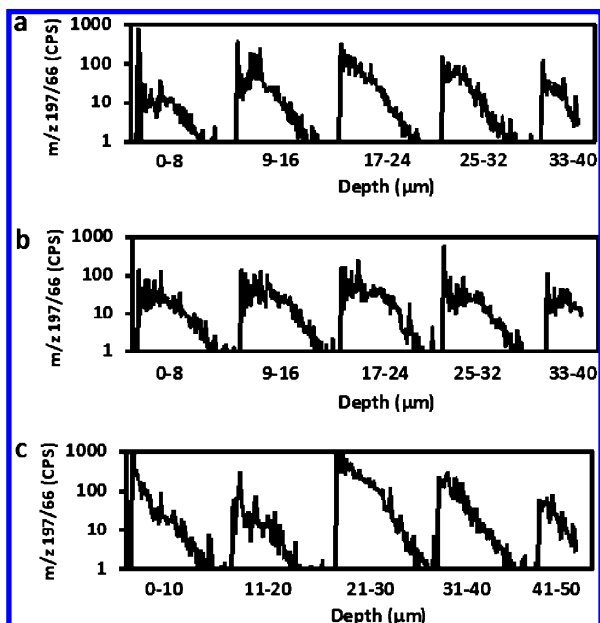 a
m/z 197/66 (CPS)
1000
100
10
1
0-8 9-16 17-24 25-32 33-40
Depth (μm)
b
m/z 197/66 (CPS)
1000
100
10
1
0-8 9-16 17-24 25-32 33-40
Depth (μm)
c
m/z 197/66 (CPS)
1000
100
10
1
0-10 11-20 21-30 31-40 41-50
Depth (μm)